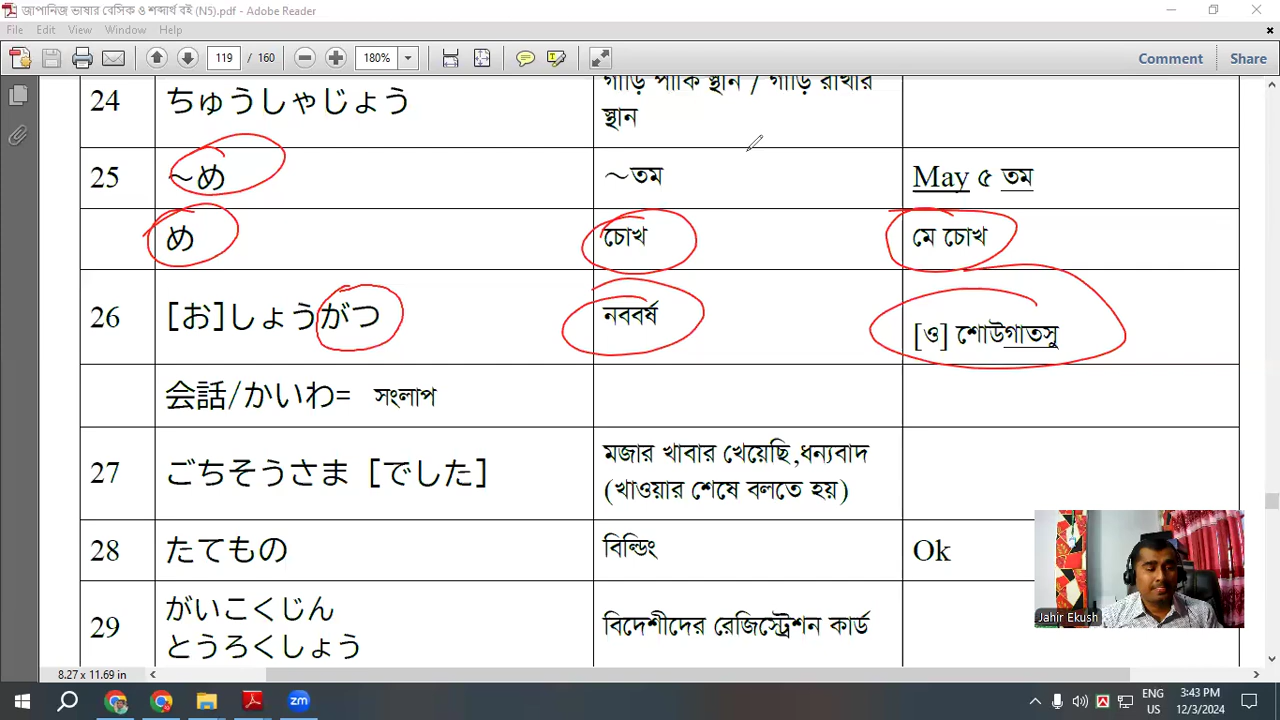 জাপানিজ ভাষার বেসিক ও শব্দার্থ বই (N5).pdf - Adobe Reader
File Edit View Window Help
119 / 160 180% Comment Share
24 ちゅうしゃじょう গাড়ি পার্কি স্থান / গাড়ি রাখার
স্থান
25 ～め ～তম May ৫ তম
め চোখ মে চোখ
26 [お]しょうがつ নববর্ষ [ও] শোউগাতসু
会話/かいわ= সংলাপ
27 ごちそうさま [でした] মজার খাবার খেয়েছি,ধন্যবাদ
(খাওয়ার শেষে বলতে হয়)
28 たてもの বিল্ডিং Ok
29 がいこくじん
とうろくしょう বিদেশীদের রেজিস্ট্রেশন কার্ড
Jahir Ekush
8.27 x 11.69 in
zm
ENG
US
3:43 PM
12/3/2024